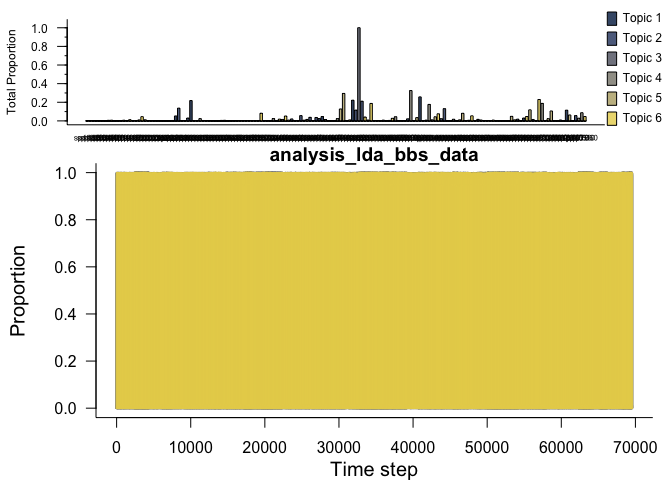 Total Proportion
1.0
0.8
0.6
0.4
0.2
0.0
Topic 1
Topic 2
Topic 3
Topic 4
Topic 5
Topic 6
analysis_lda_bbs_data
Proportion
1.0
0.8
0.6
0.4
0.2
0.0
0 10000 20000 30000 40000 50000 60000 70000
Time step